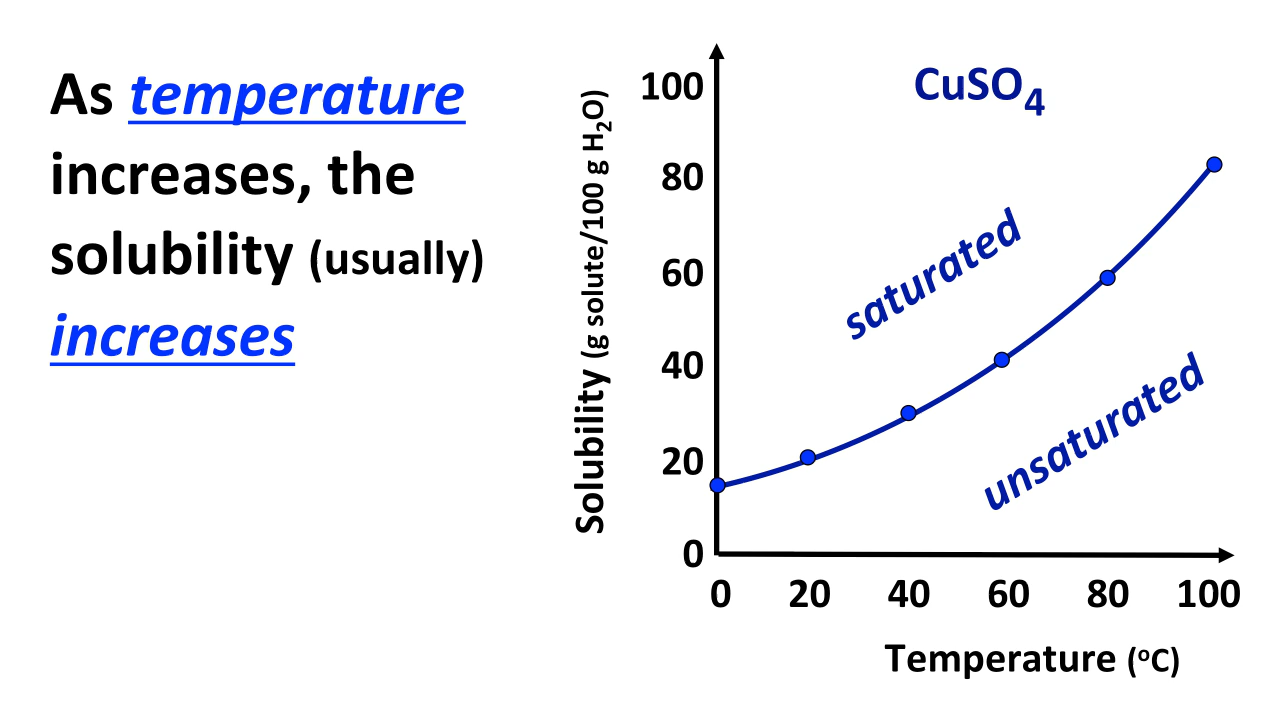 As temperature
increases, the
solubility (usually)
increases
CuSO₄
Solubility (g solute/100 g H₂O)
100
80
60
40
20
0
saturated
unsaturated
0 20 40 60 80 100
Temperature (°C)